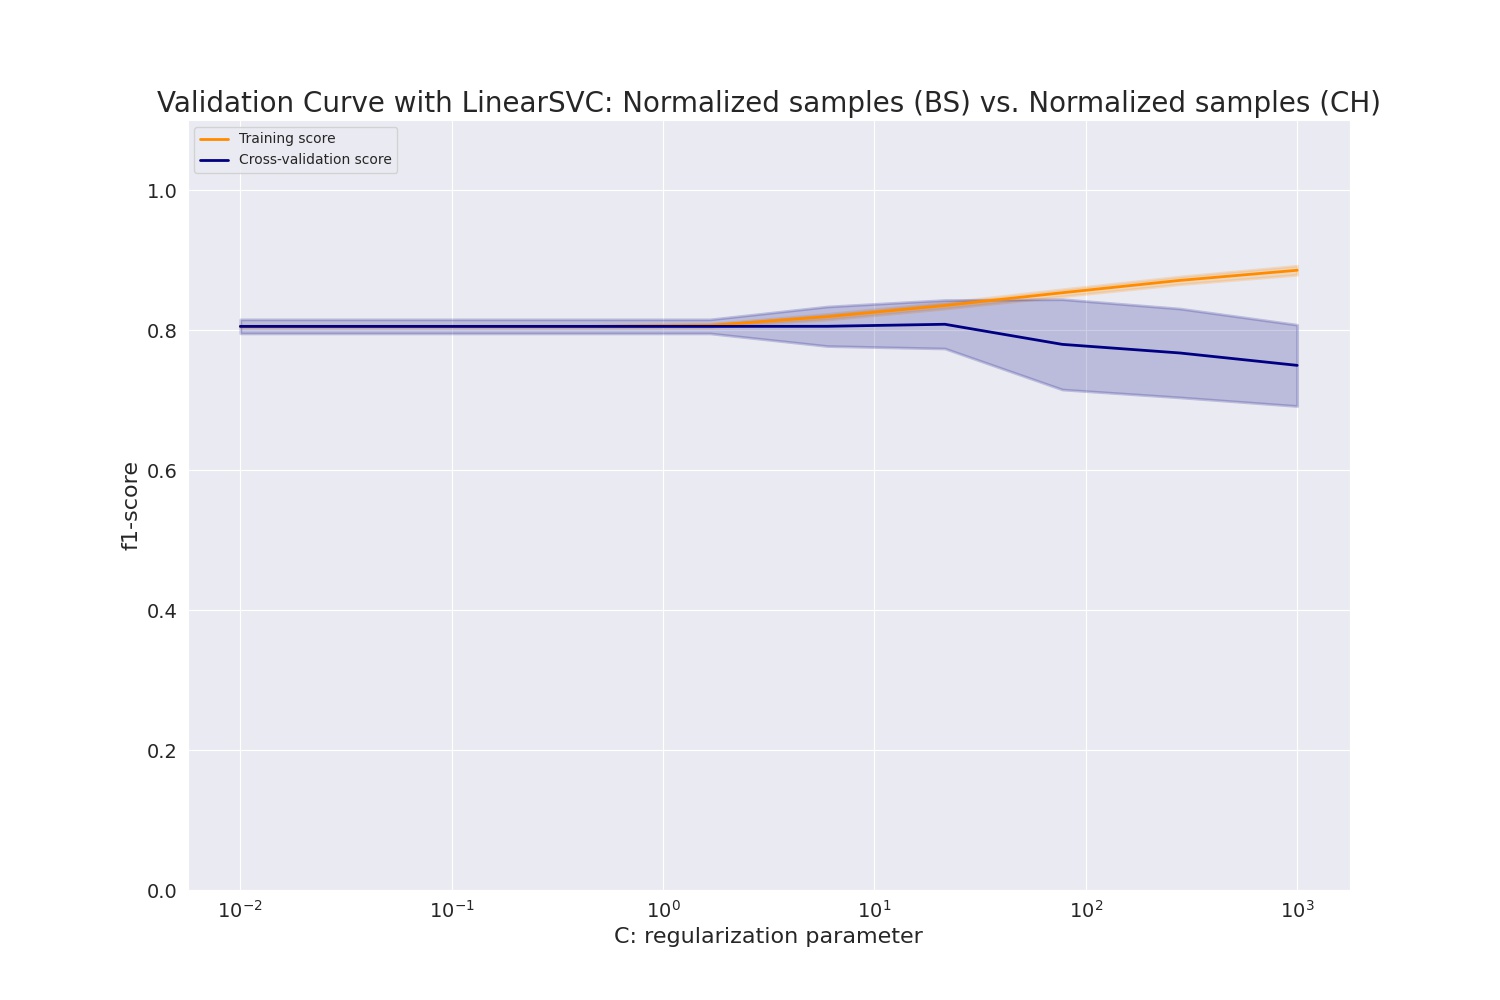 Validation Curve with LinearSVC: Normalized samples (BS) vs. Normalized samples (CH)
Training score
Cross-validation score
1.0
0.8
0.6
0.4
0.2
0.0
f1-score
10⁻² 10⁻¹ 10⁰ 10¹ 10² 10³
C: regularization parameter